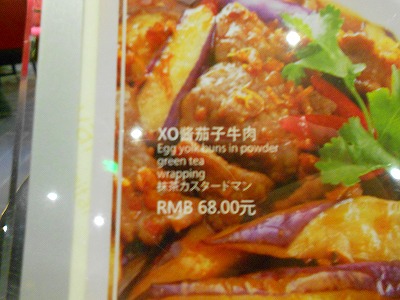 XO酱茄子牛肉
Egg yolk buns in powder
green tea
wrapping
抹茶カスタードマン
RMB 68.00元